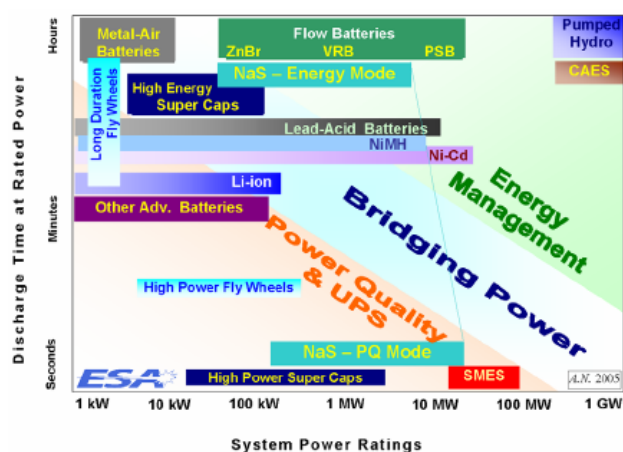 Hours
Minutes
Seconds
Discharge Time at Rated Power
Metal-Air
Batteries
Flow Batteries
ZnBr VRB PSB
Pumped
Hydro
CAES
NaS – Energy Mode
High Energy
Super Caps
Long Duration
Fly Wheels
Lead-Acid Batteries
NiMH
Ni-Cd
Li-ion
Other Adv. Batteries
Energy
Management
Bridging Power
Power Quality
& UPS
High Power Fly Wheels
NaS – PQ Mode
ESA
High Power Super Caps
SMES
A.N. 2005
1 kW 10 kW 100 kW 1 MW 10 MW 100 MW 1 GW
System Power Ratings